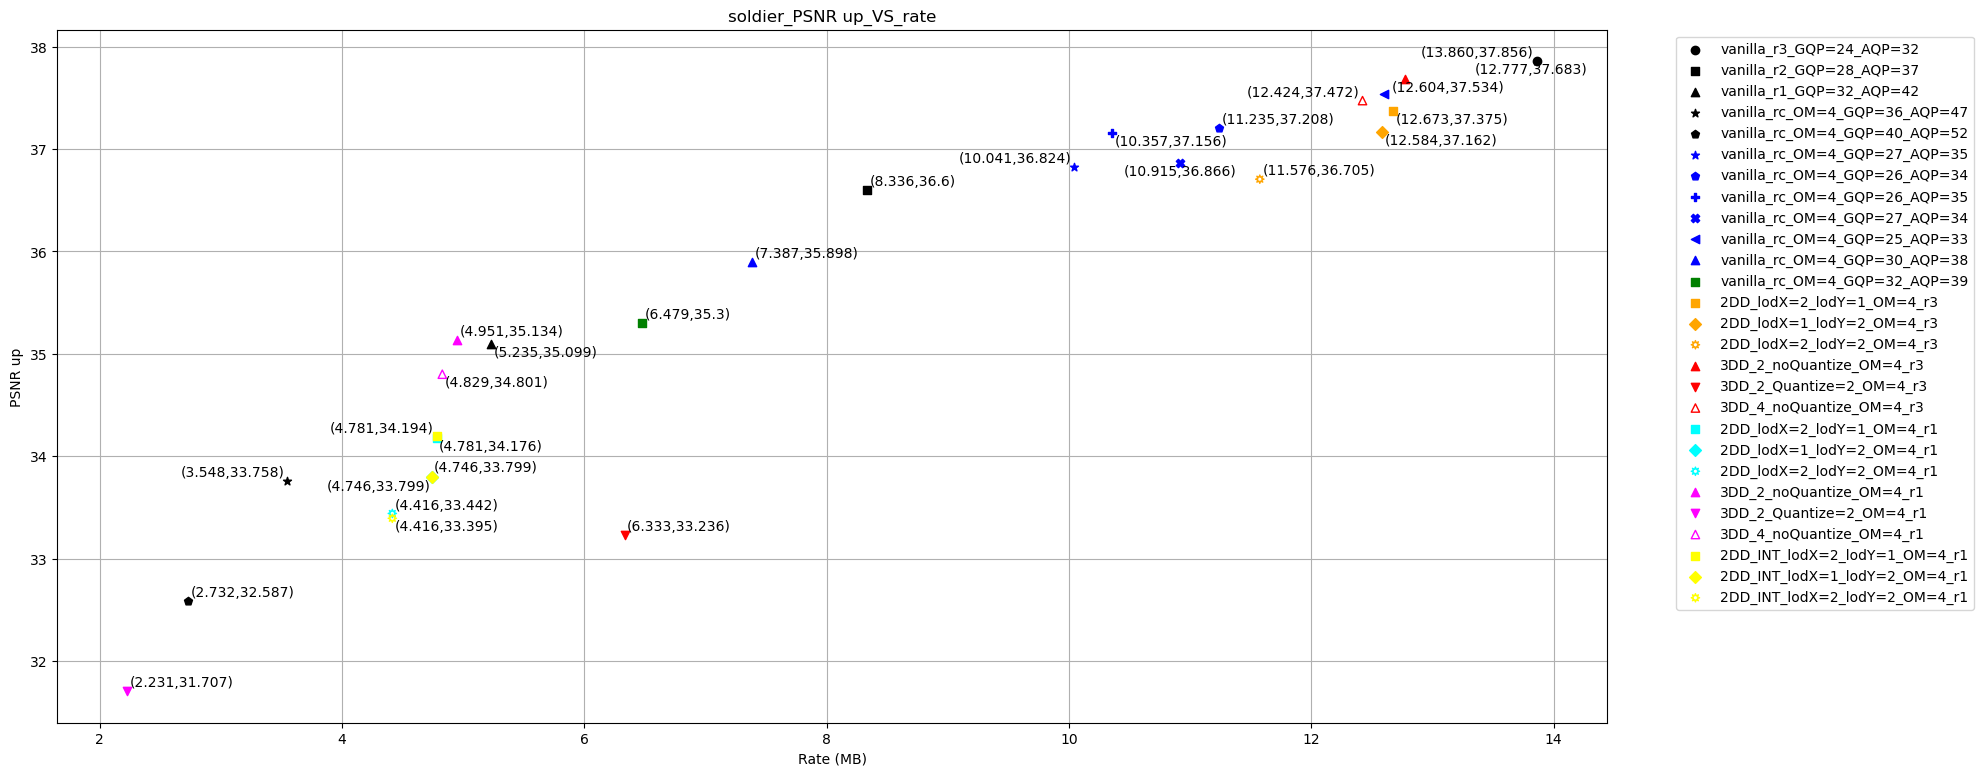 soldier_PSNR up_VS_rate
PSNR up
38
37
36
35
34
33
32
2
4
6
8
10
12
14
Rate (MB)
(13.860,37.856)
(12.777,37.683)
(12.604,37.534)
(12.424,37.472)
(12.673,37.375)
(11.235,37.208)
(12.584,37.162)
(10.357,37.156)
(10.041,36.824)
(10.915,36.866)
(11.576,36.705)
(8.336,36.6)
(7.387,35.898)
(6.479,35.3)
(4.951,35.134)
(5.235,35.099)
(4.829,34.801)
(4.781,34.194)
(4.781,34.176)
(4.746,33.799)
(3.548,33.758)
(4.746,33.799)
(4.416,33.442)
(4.416,33.395)
(6.333,33.236)
(2.732,32.587)
(2.231,31.707)
vanilla_r3_GQP=24_AQP=32
vanilla_r2_GQP=28_AQP=37
vanilla_r1_GQP=32_AQP=42
vanilla_rc_OM=4_GQP=36_AQP=47
vanilla_rc_OM=4_GQP=40_AQP=52
vanilla_rc_OM=4_GQP=27_AQP=35
vanilla_rc_OM=4_GQP=26_AQP=34
vanilla_rc_OM=4_GQP=26_AQP=35
vanilla_rc_OM=4_GQP=27_AQP=34
vanilla_rc_OM=4_GQP=25_AQP=33
vanilla_rc_OM=4_GQP=30_AQP=38
vanilla_rc_OM=4_GQP=32_AQP=39
2DD_lodX=2_lodY=1_OM=4_r3
2DD_lodX=1_lodY=2_OM=4_r3
2DD_lodX=2_lodY=2_OM=4_r3
3DD_2_noQuantize_OM=4_r3
3DD_2_Quantize=2_OM=4_r3
3DD_4_noQuantize_OM=4_r3
2DD_lodX=2_lodY=1_OM=4_r1
2DD_lodX=1_lodY=2_OM=4_r1
2DD_lodX=2_lodY=2_OM=4_r1
3DD_2_noQuantize_OM=4_r1
3DD_2_Quantize=2_OM=4_r1
3DD_4_noQuantize_OM=4_r1
2DD_INT_lodX=2_lodY=1_OM=4_r1
2DD_INT_lodX=1_lodY=2_OM=4_r1
2DD_INT_lodX=2_lodY=2_OM=4_r1